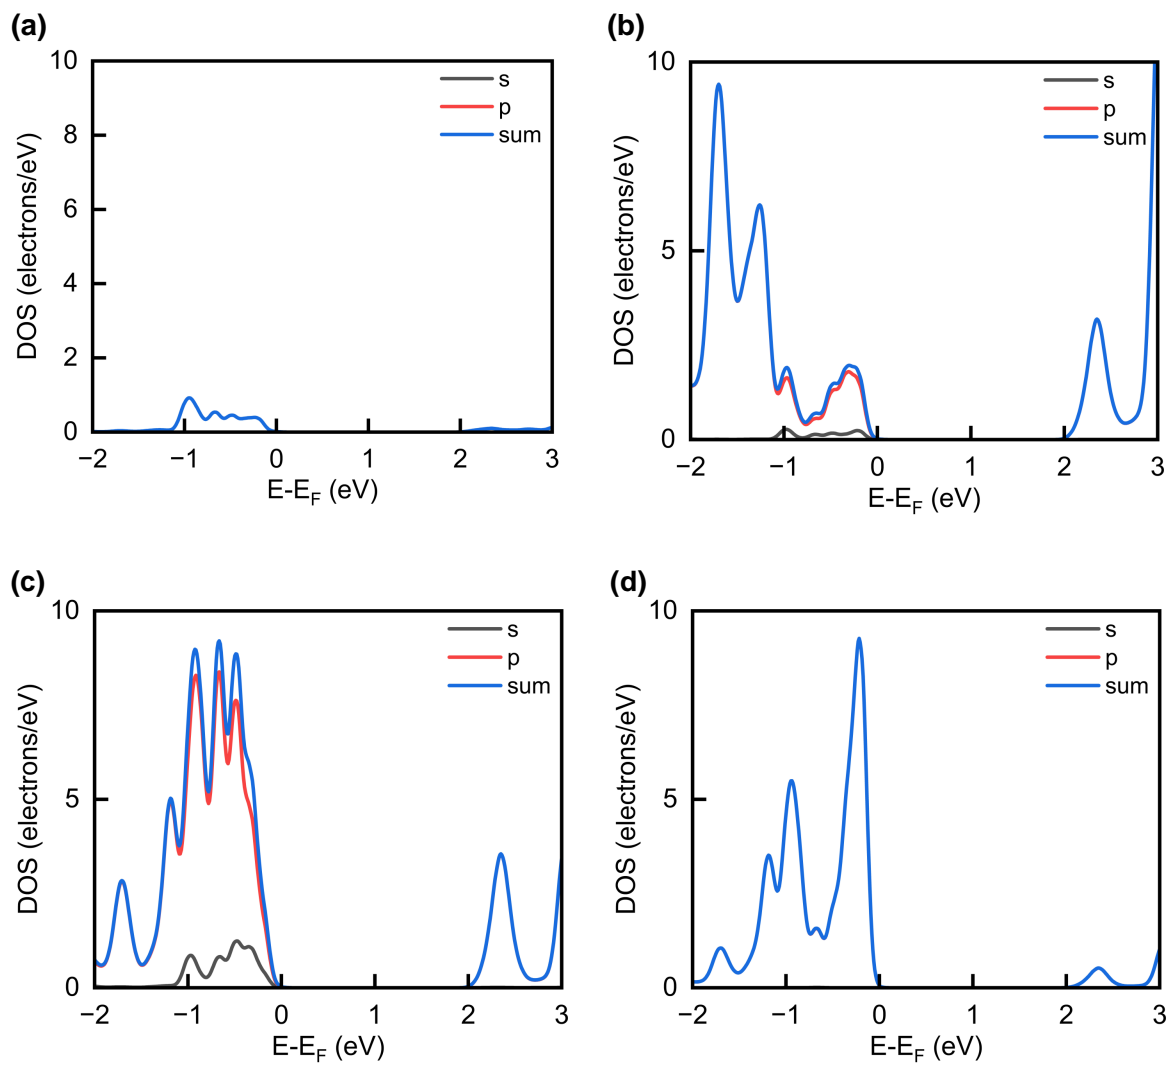 (a)
10
8
6
4
2
0
DOS (electrons/eV)
s
p
sum
−2 −1 0 1 2 3
E-E_F (eV)
(b)
10
5
0
DOS (electrons/eV)
s
p
sum
−2 −1 0 1 2 3
E-E_F (eV)
(c)
10
5
0
DOS (electrons/eV)
s
p
sum
−2 −1 0 1 2 3
E-E_F (eV)
(d)
10
5
0
DOS (electrons/eV)
s
p
sum
−2 −1 0 1 2 3
E-E_F (eV)